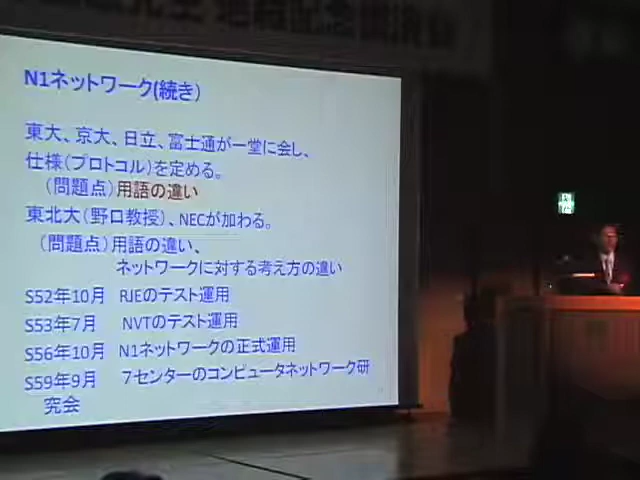 N1ネットワーク(続き)
東大、京大、日立、富士通が一堂に会し、
仕様(プロトコル)を定める。
(問題点)用語の違い
東北大(野口教授)、NECが加わる。
(問題点)用語の違い、
ネットワークに対する考え方の違い
S52年10月 RJEのテスト運用
S53年7月 NVTのテスト運用
S56年10月 N1ネットワークの正式運用
S59年9月 7センターのコンピュータネットワーク研
究会